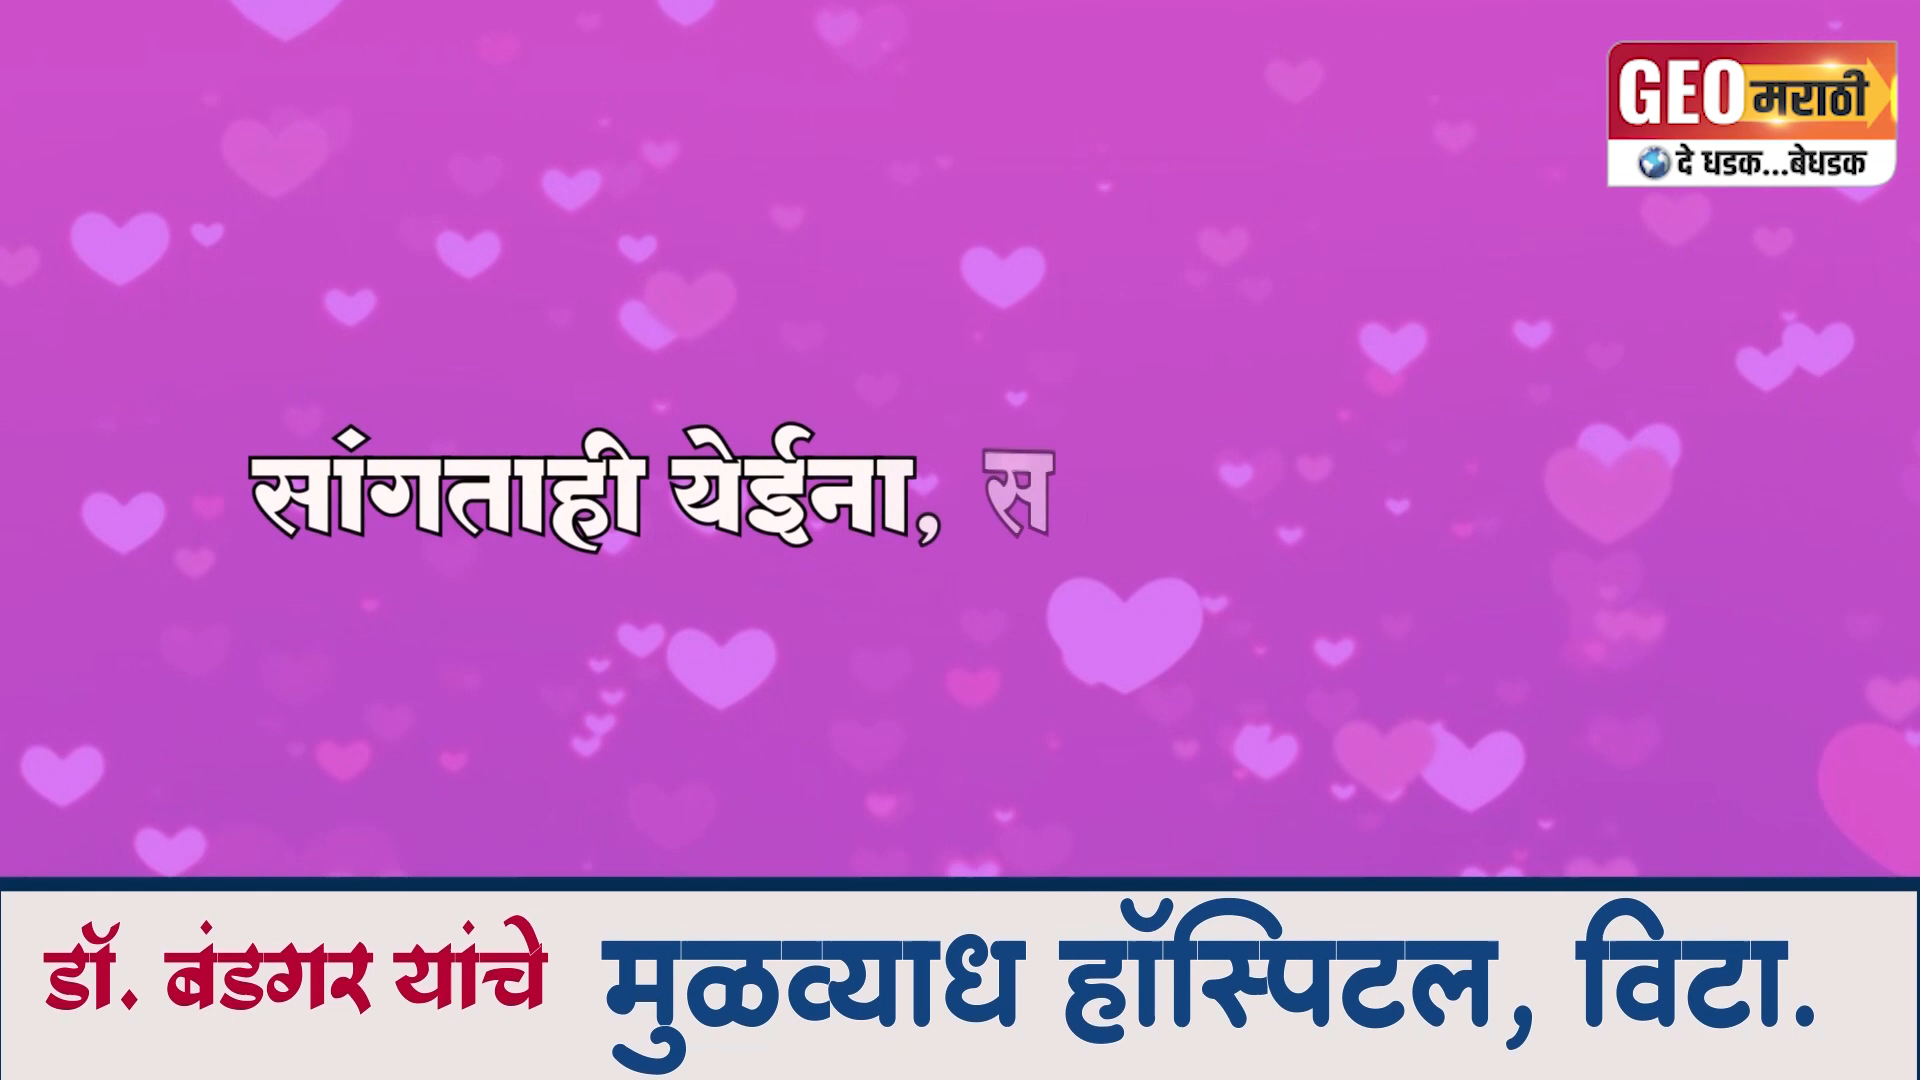 GEO मराठी
दे धडक...बेधडक
सांगताही येईना, स
डॉ. बंडगर यांचे मुळव्याध हॉस्पिटल, विटा.